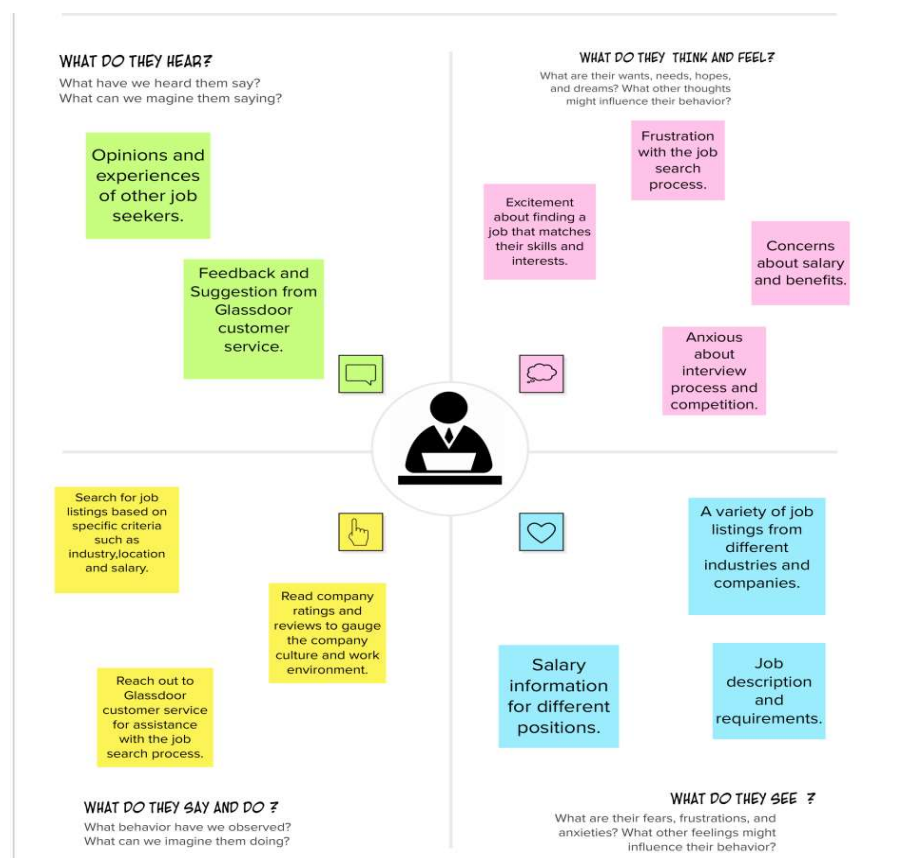 WHAT DO THEY HEAR?
What have we heard them say?
What can we magine them saying?
Opinions and
experiences
of other job
seekers.
Feedback and
Suggestion from
Glassdoor
customer
service.
WHAT DO THEY THINK AND FEEL?
What are their wants, needs, hopes,
and dreams? What other thoughts
might influence their behavior?
Frustration
with the job
search
process.
Excitement
about finding a
job that matches
their skills and
interests.
Concerns
about salary
and benefits.
Anxious
about
interview
process and
competition.
Search for job
listings based on
specific criteria
such as
industry,location
and salary.
Read company
ratings and
reviews to gauge
the company
culture and work
environment.
Reach out to
Glassdoor
customer service
for assistance
with the job
search process.
WHAT DO THEY SAY AND DO ?
What behavior have we observed?
What can we imagine them doing?
A variety of job
listings from
different
industries and
companies.
Salary
information
for different
positions.
Job
description
and
requirements.
WHAT DO THEY SEE ?
What are their fears, frustrations, and
anxieties? What other feelings might
influence their behavior?